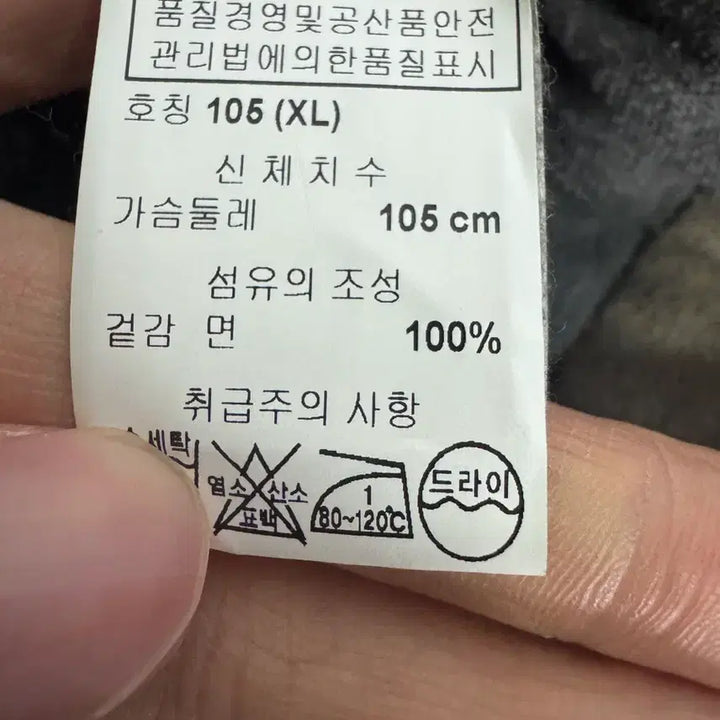 품질경영및공산품안전
관리법에의한품질표시
호칭 105 (XL)
신 체 치 수
가슴둘레 105 cm
섬유의 조성
겉감 면 100%
취급주의 사항
세탁
염소 산소
표백
1
80~120℃
드라이